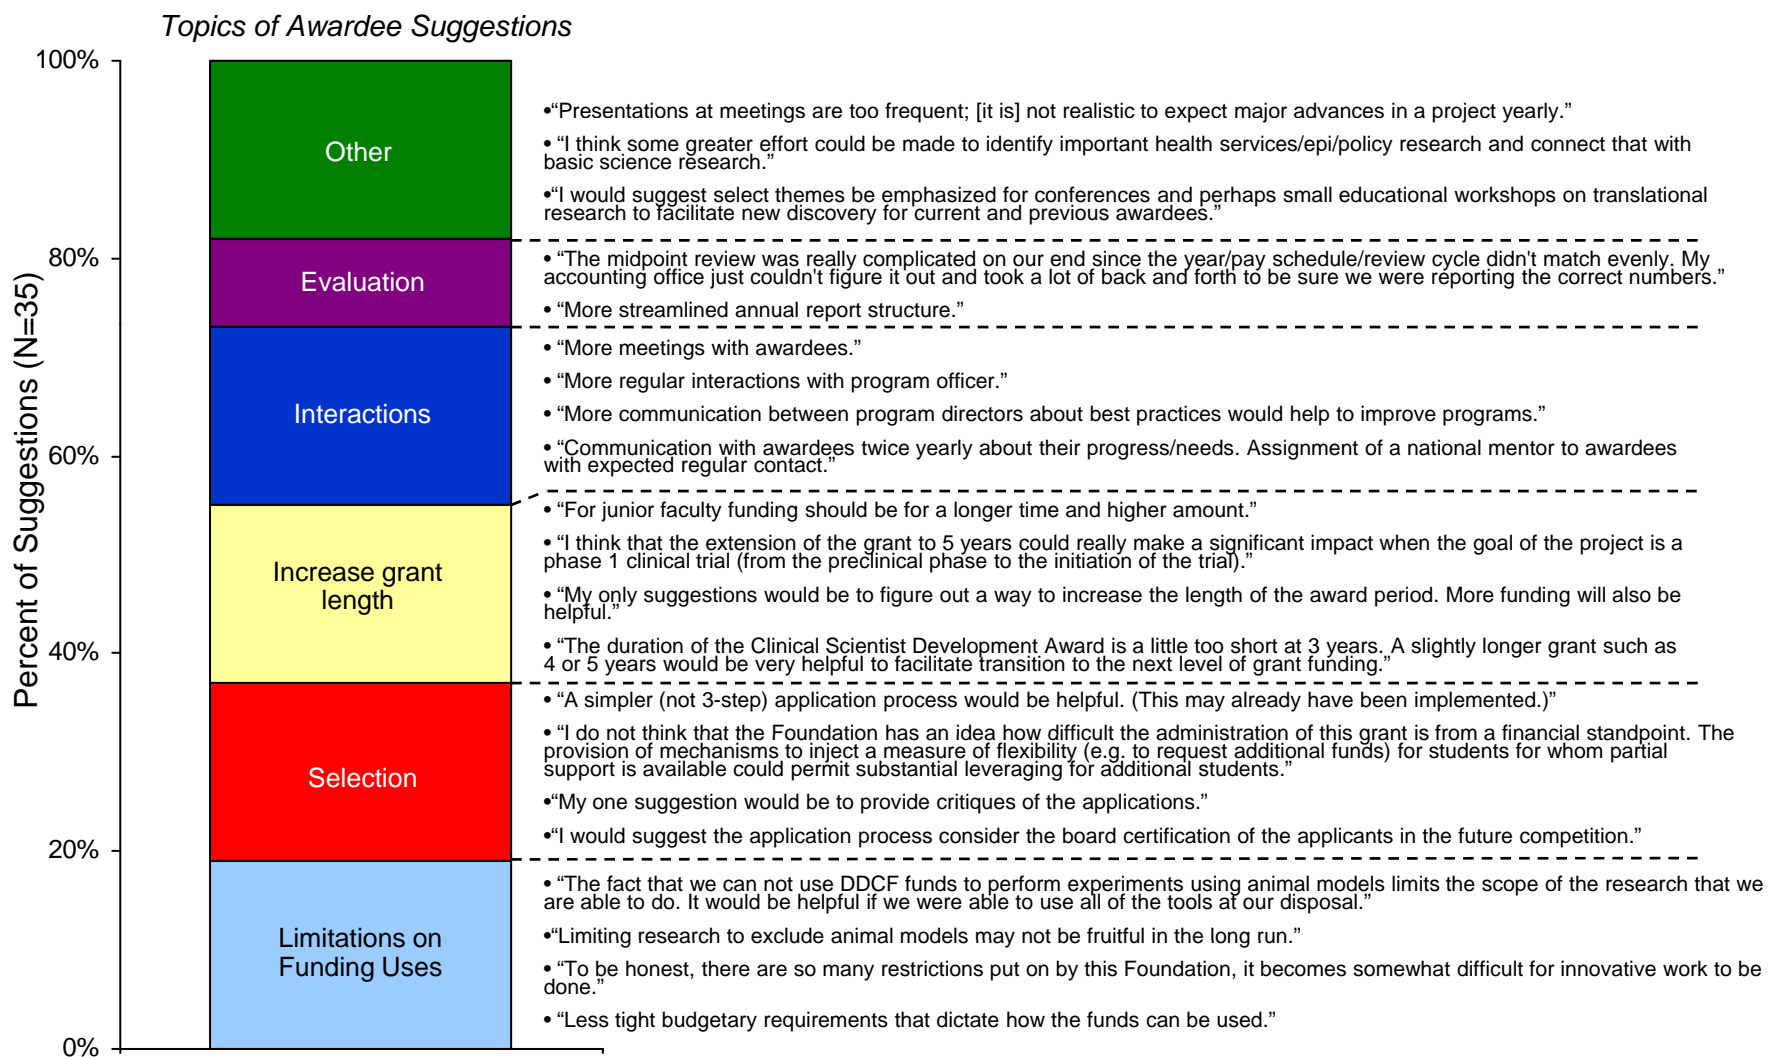 Topics of Awardee Suggestions
Percent of Suggestions (N=35)
100%
80%
60%
40%
20%
0%
Other
•“Presentations at meetings are too frequent; [it is] not realistic to expect major advances in a project yearly.”
• “I think some greater effort could be made to identify important health services/epi/policy research and connect that with
basic science research.”
•“I would suggest select themes be emphasized for conferences and perhaps small educational workshops on translational
research to facilitate new discovery for current and previous awardees.”
Evaluation
• “The midpoint review was really complicated on our end since the year/pay schedule/review cycle didn't match evenly. My
accounting office just couldn't figure it out and took a lot of back and forth to be sure we were reporting the correct numbers.”
• “More streamlined annual report structure.”
Interactions
• “More meetings with awardees.”
• “More regular interactions with program officer.”
• “More communication between program directors about best practices would help to improve programs.”
• “Communication with awardees twice yearly about their progress/needs. Assignment of a national mentor to awardees
with expected regular contact.”
Increase grant
length
• “For junior faculty funding should be for a longer time and higher amount.”
• “I think that the extension of the grant to 5 years could really make a significant impact when the goal of the project is a
phase 1 clinical trial (from the preclinical phase to the initiation of the trial).”
• “My only suggestions would be to figure out a way to increase the length of the award period. More funding will also be
helpful.”
• “The duration of the Clinical Scientist Development Award is a little too short at 3 years. A slightly longer grant such as
4 or 5 years would be very helpful to facilitate transition to the next level of grant funding.”
Selection
• “A simpler (not 3-step) application process would be helpful. (This may already have been implemented.)”
• “I do not think that the Foundation has an idea how difficult the administration of this grant is from a financial standpoint. The
provision of mechanisms to inject a measure of flexibility (e.g. to request additional funds) for students for whom partial
support is available could permit substantial leveraging for additional students.”
•“My one suggestion would be to provide critiques of the applications.”
•“I would suggest the application process consider the board certification of the applicants in the future competition.”
Limitations on
Funding Uses
• “The fact that we can not use DDCF funds to perform experiments using animal models limits the scope of the research that we
are able to do. It would be helpful if we were able to use all of the tools at our disposal.”
•“Limiting research to exclude animal models may not be fruitful in the long run.”
• “To be honest, there are so many restrictions put on by this Foundation, it becomes somewhat difficult for innovative work to be
done.”
• “Less tight budgetary requirements that dictate how the funds can be used.”